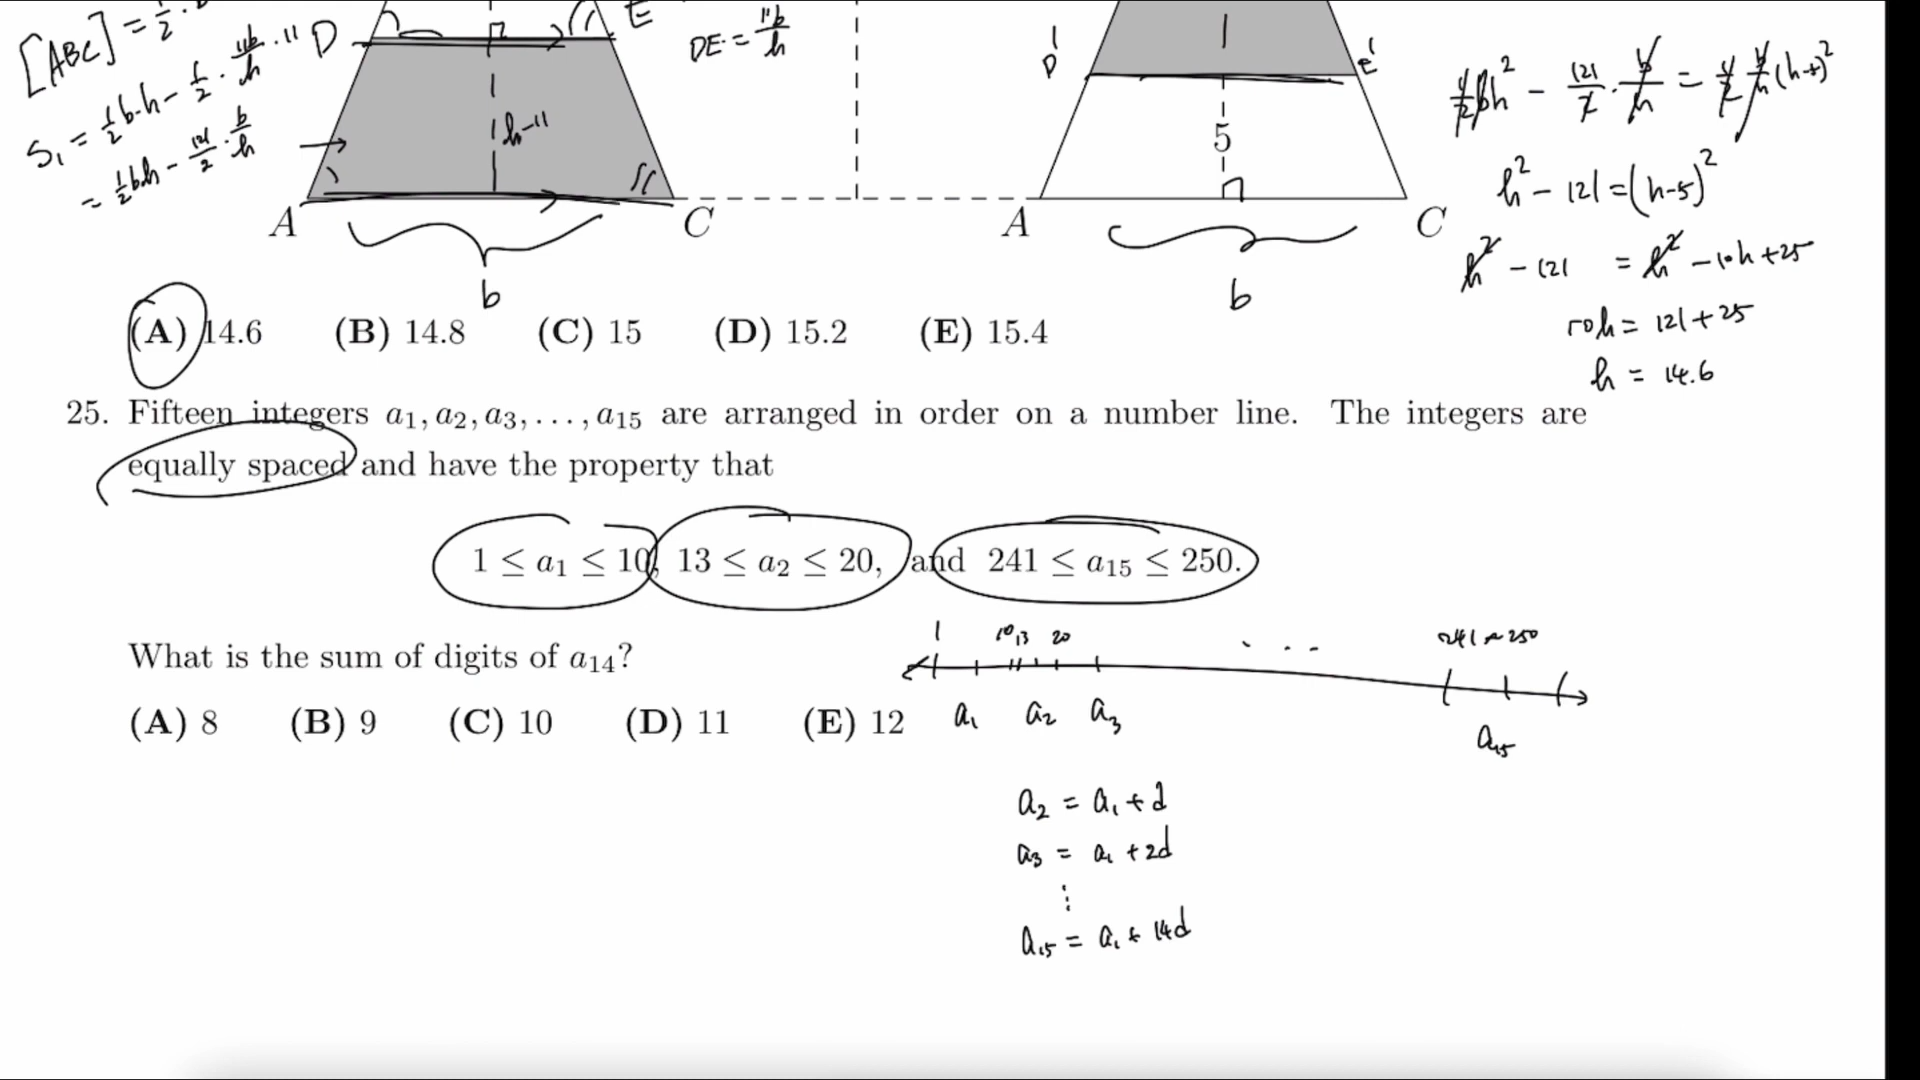 [ABC] = 1/2 ·
S₁ = 1/2 b·h − 1/2 · 11b/h · 11
= 1/2 bh − 121/2 · b/h
D
E
DE = 11b/h
h−11
A
C
b
1
D'
E'
5
A
C
b
1/2 bh² − 121/2 · b/h = 1/2 b/h (h−5)²
h² − 121 = (h−5)²
h² − 121 = h² − 10h + 25
10h = 121 + 25
h = 14.6
(A) 14.6 (B) 14.8 (C) 15 (D) 15.2 (E) 15.4
25. Fifteen integers a₁, a₂, a₃, . . . , a₁₅ are arranged in order on a number line. The integers are
equally spaced and have the property that
1 ≤ a₁ ≤ 10, 13 ≤ a₂ ≤ 20, and 241 ≤ a₁₅ ≤ 250.
What is the sum of digits of a₁₄?
1 10 13 20 . . . 241 ~ 250
(A) 8 (B) 9 (C) 10 (D) 11 (E) 12
a₁ a₂ a₃ a₁₅
a₂ = a₁ + d
a₃ = a₁ + 2d
⋮
a₁₅ = a₁ + 14d